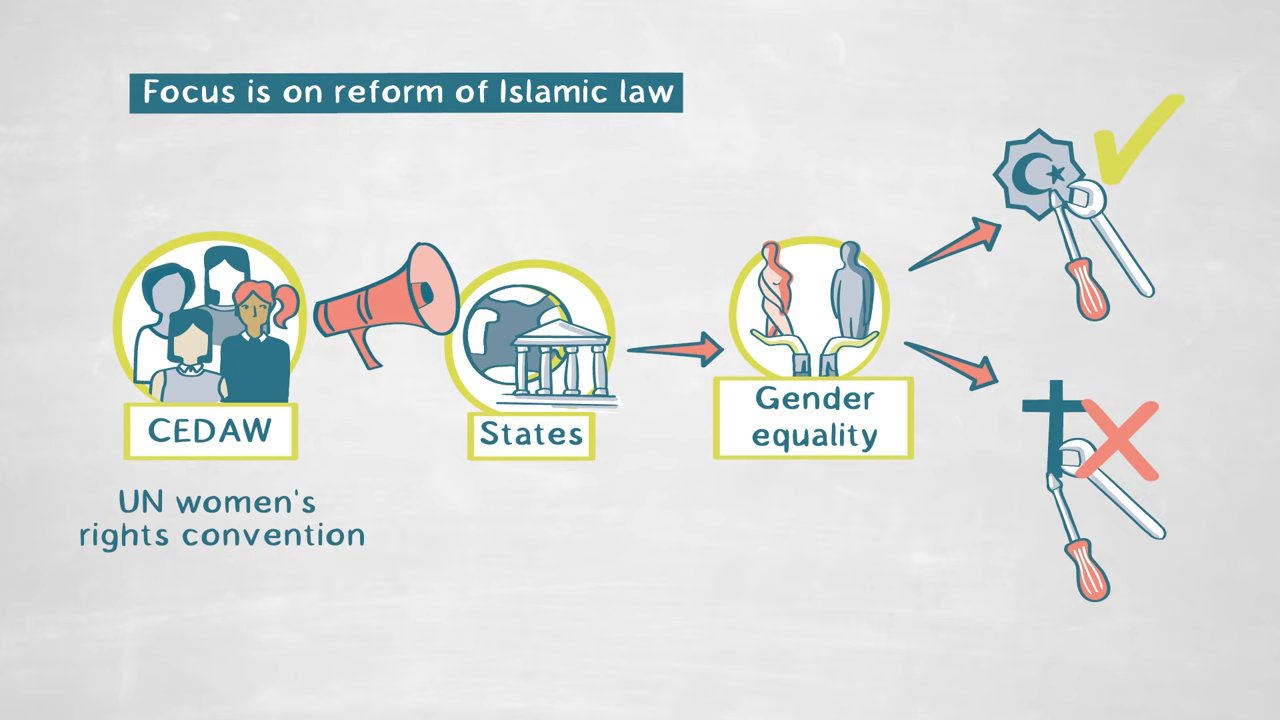 Focus is on reform of Islamic law
CEDAW
States
Gender
equality
UN women's
rights convention